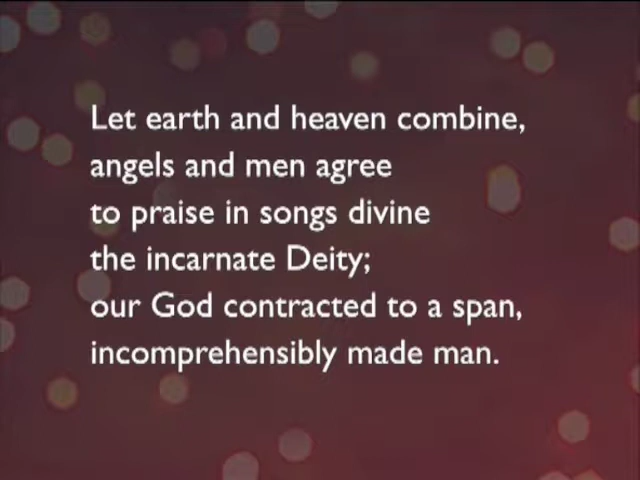 Let earth and heaven combine,
angels and men agree
to praise in songs divine
the incarnate Deity;
our God contracted to a span,
incomprehensibly made man.